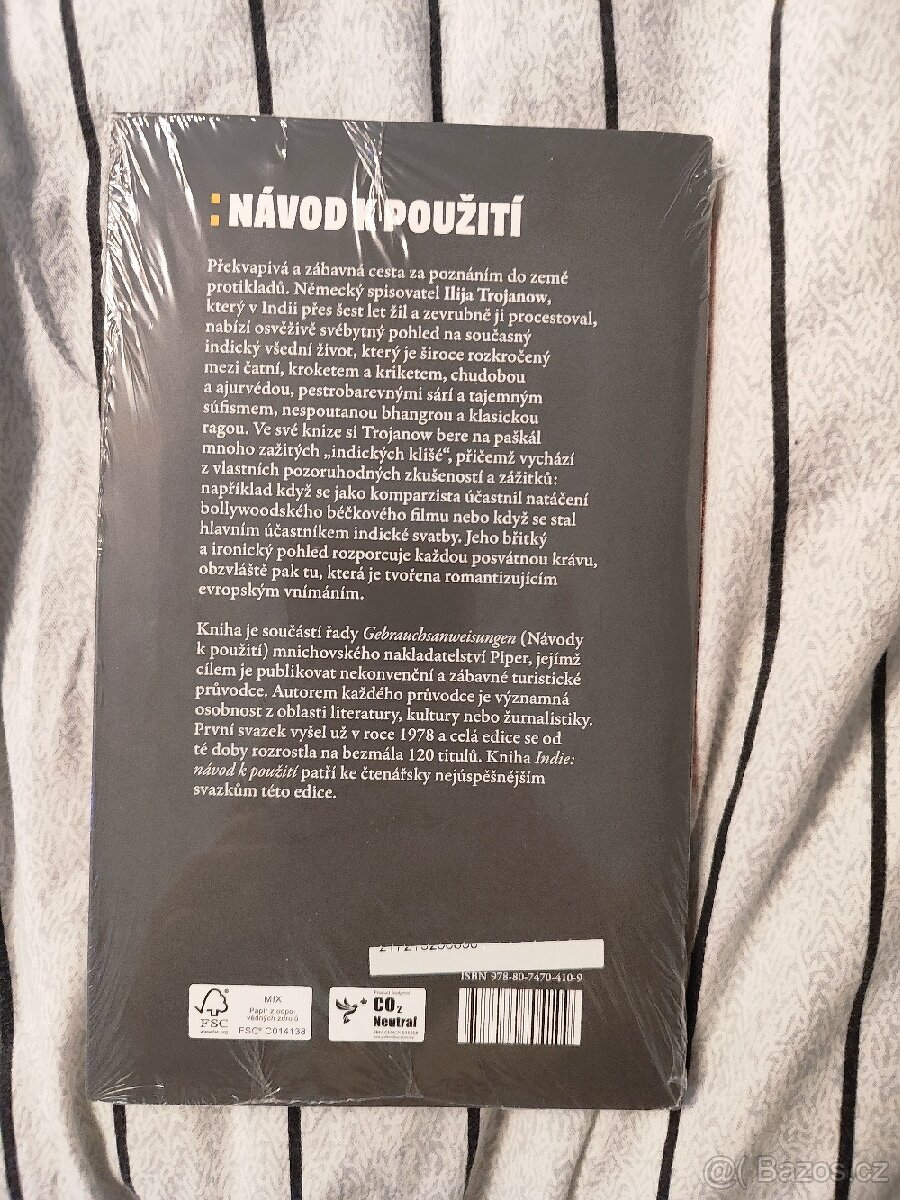 : NÁVOD K POUŽITÍ
Překvapivá a zábavná cesta za poznáním do země
protikladů. Německý spisovatel Ilija Trojanow,
který v Indii přes šest let žil a zevrubně ji procestoval,
nabízí osvěživě svébytný pohled na současný
indický všední život, který je široce rozkročený
mezi čatní, kroketem a kriketem, chudobou
a ajurvédou, pestrobarevnými sárí a tajemným
súfismem, nespoutanou bhangrou a klasickou
ragou. Ve své knize si Trojanow bere na paškál
mnoho zažitých „indických klišé“, přičemž vychází
z vlastních pozoruhodných zkušeností a zážitků:
například když se jako komparzista účastnil natáčení
bollywoodského béčkového filmu nebo když se stal
hlavním účastníkem indické svatby. Jeho břitký
a ironický pohled rozporcuje každou posvátnou krávu,
obzvláště pak tu, která je tvořena romantizujícím
evropským vnímáním.
Kniha je součástí řady Gebrauchsanweisungen (Návody
k použití) mnichovského nakladatelství Piper, jejímž
cílem je publikovat nekonvenční a zábavné turistické
průvodce. Autorem každého průvodce je významná
osobnost z oblasti literatury, kultury nebo žurnalistiky.
První svazek vyšel už v roce 1978 a celá edice se od
té doby rozrostla na bezmála 120 titulů. Kniha Indie:
návod k použití patří ke čtenářsky nejúspěšnějším
svazkům této edice.
ISBN 978-80-7470-410-9
FSC
MIX
Papír z odpo-
vědných zdrojů
FSC® C014138
CO2
Neutral
@( Bazos.cz